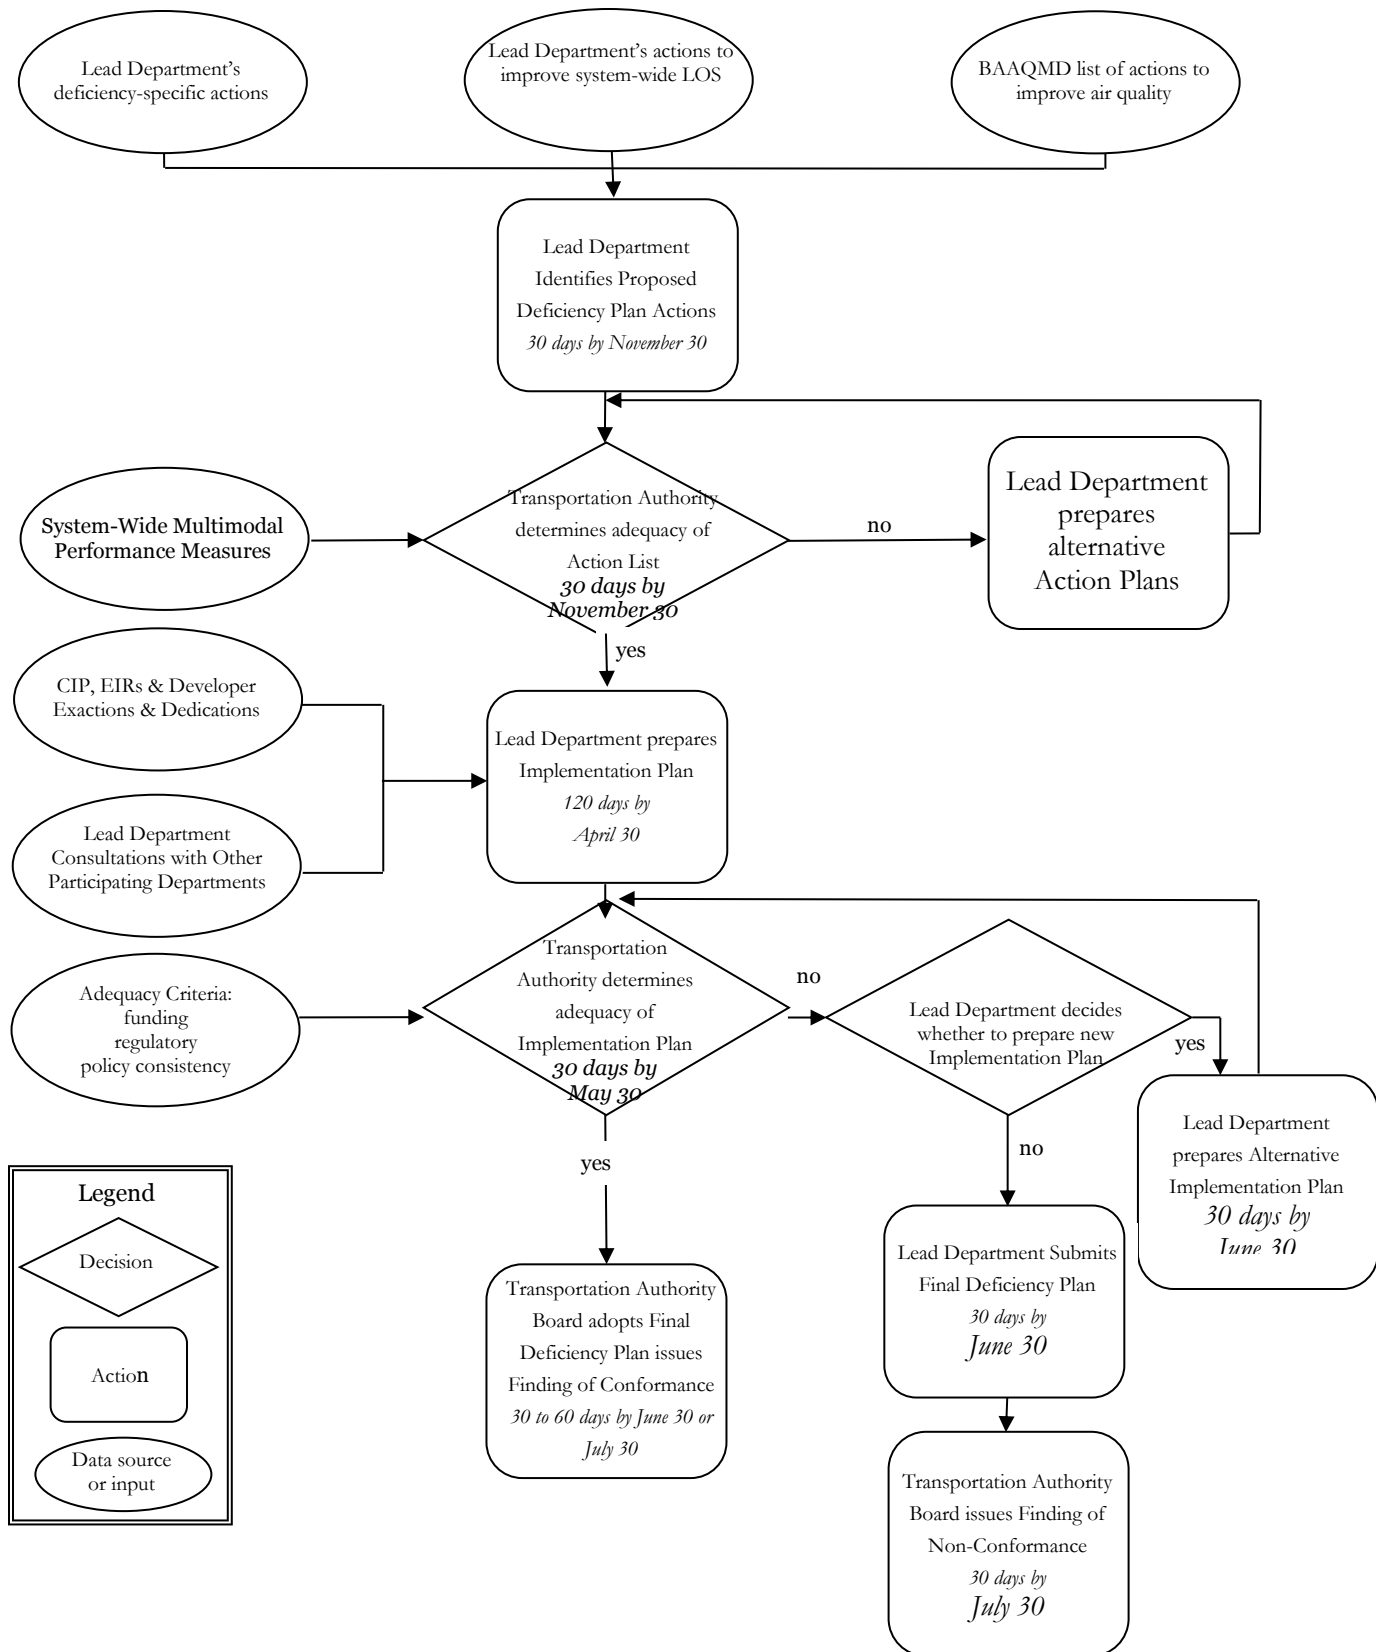 Lead Department's
deficiency-specific actions
Lead Department's actions to
improve system-wide LOS
BAAQMD list of actions to
improve air quality
Lead Department
Identifies Proposed
Deficiency Plan Actions
30 days by November 30
System-Wide Multimodal
Performance Measures
Transportation Authority
determines adequacy of
Action List
30 days by
November 30
no
Lead Department
prepares
alternative
Action Plans
yes
CIP, EIRs & Developer
Exactions & Dedications
Lead Department prepares
Implementation Plan
120 days by
April 30
Lead Department
Consultations with Other
Participating Departments
Adequacy Criteria:
funding
regulatory
policy consistency
Transportation
Authority determines
adequacy of
Implementation Plan
30 days by
May 30
no
Lead Department decides
whether to prepare new
Implementation Plan
yes
Lead Department
prepares Alternative
Implementation Plan
30 days by
June 30
yes
no
Transportation Authority
Board adopts Final
Deficiency Plan issues
Finding of Conformance
30 to 60 days by June 30 or
July 30
Lead Department Submits
Final Deficiency Plan
30 days by
June 30
Transportation Authority
Board issues Finding of
Non-Conformance
30 days by
July 30
Legend
Decision
Action
Data source
or input